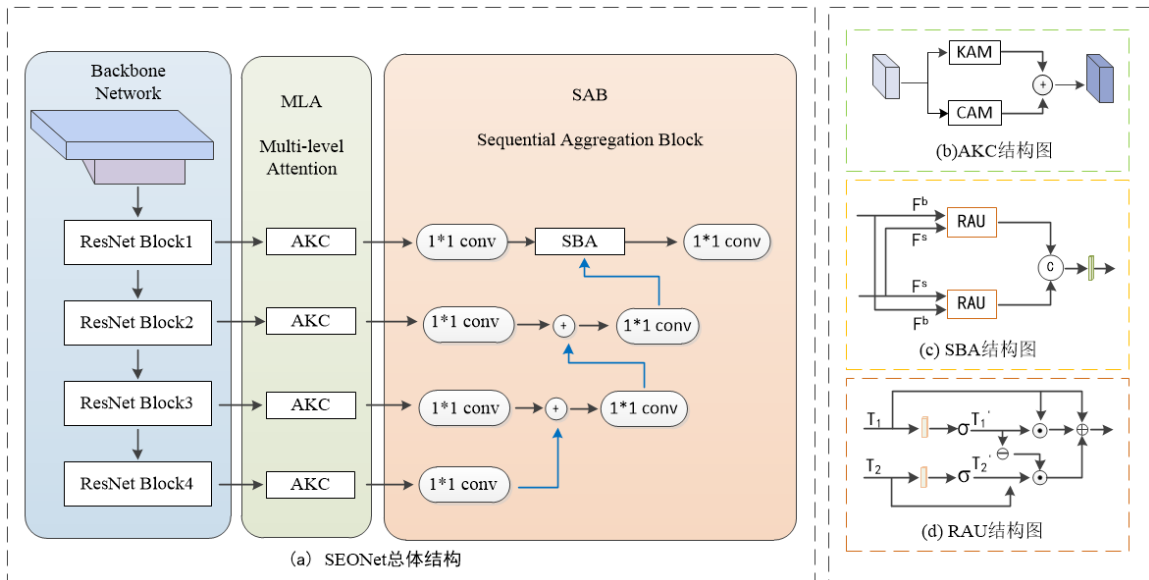 Backbone
Network
MLA
Multi-level
Attention
SAB
Sequential Aggregation Block
ResNet Block1
AKC
1*1 conv
SBA
1*1 conv
ResNet Block2
AKC
1*1 conv
+
1*1 conv
ResNet Block3
AKC
1*1 conv
+
1*1 conv
ResNet Block4
AKC
1*1 conv
(a) SEONet总体结构
KAM
+
CAM
(b)AKC结构图
Fᵇ
RAU
Fˢ
C
Fˢ
RAU
Fᵇ
(c) SBA结构图
T₁
σ
T₁'
T₂
σ
T₂'
(d) RAU结构图